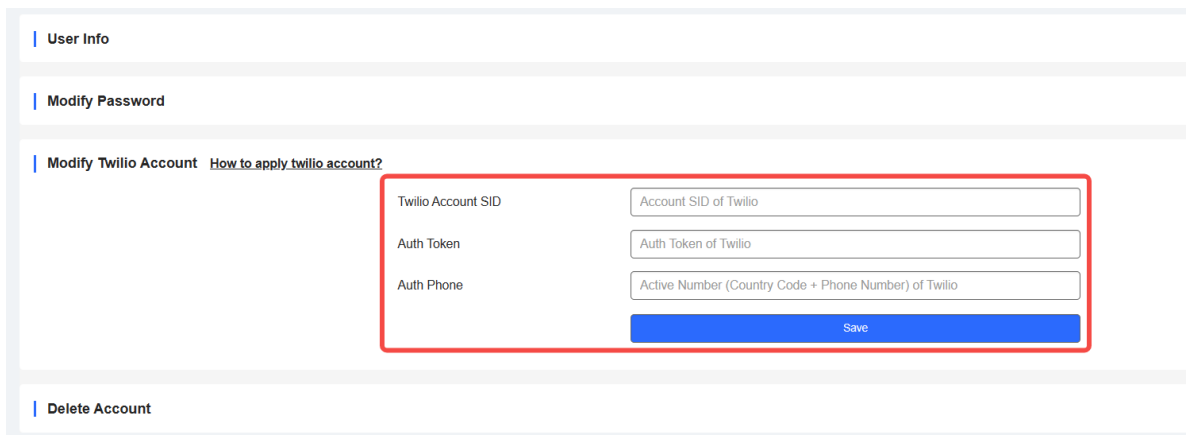 User Info
Modify Password
Modify Twilio Account How to apply twilio account?
Twilio Account SID Account SID of Twilio
Auth Token Auth Token of Twilio
Auth Phone Active Number (Country Code + Phone Number) of Twilio
Save
Delete Account